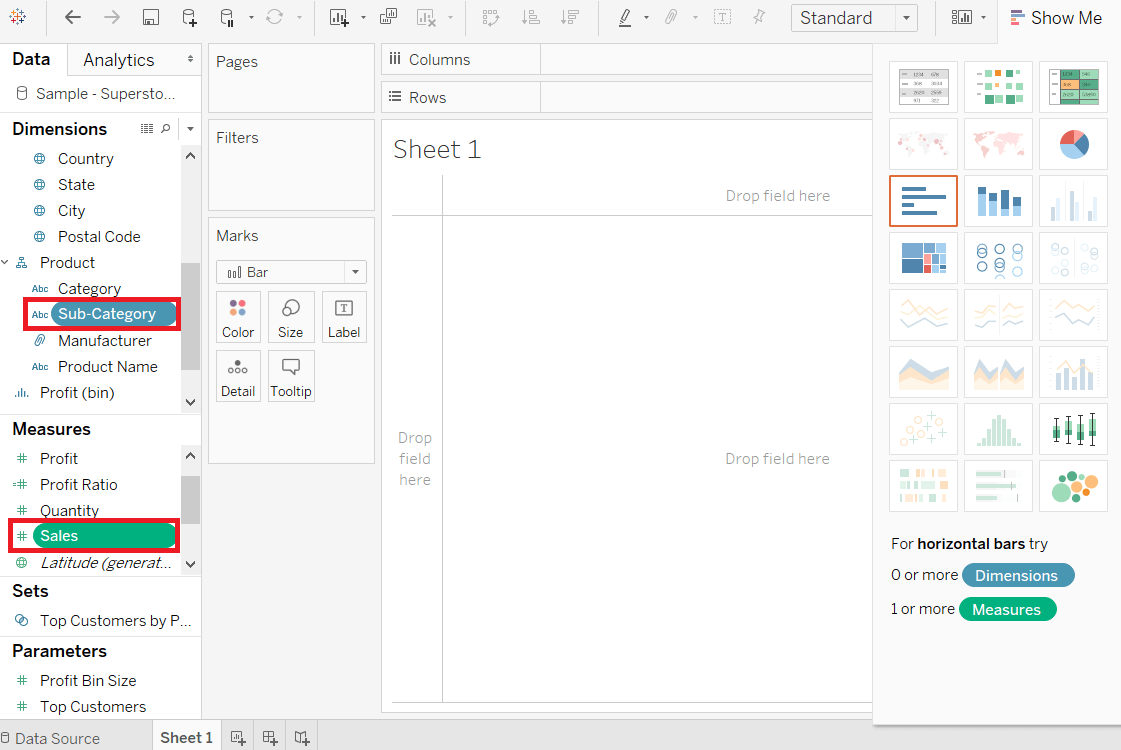 Standard
Show Me
Data
Analytics
Sample - Supersto...
Dimensions
Country
State
City
Postal Code
Product
Abc Category
Abc Sub-Category
Manufacturer
Abc Product Name
Profit (bin)
Measures
# Profit
=# Profit Ratio
# Quantity
# Sales
Latitude (generat...
Sets
Top Customers by P...
Parameters
# Profit Bin Size
# Top Customers
Pages
Filters
Marks
Bar
Color
Size
T
Label
Detail
Tooltip
Columns
Rows
Sheet 1
Drop field here
Drop
field
here
Drop field here
For horizontal bars try
0 or more Dimensions
1 or more Measures
Data Source
Sheet 1